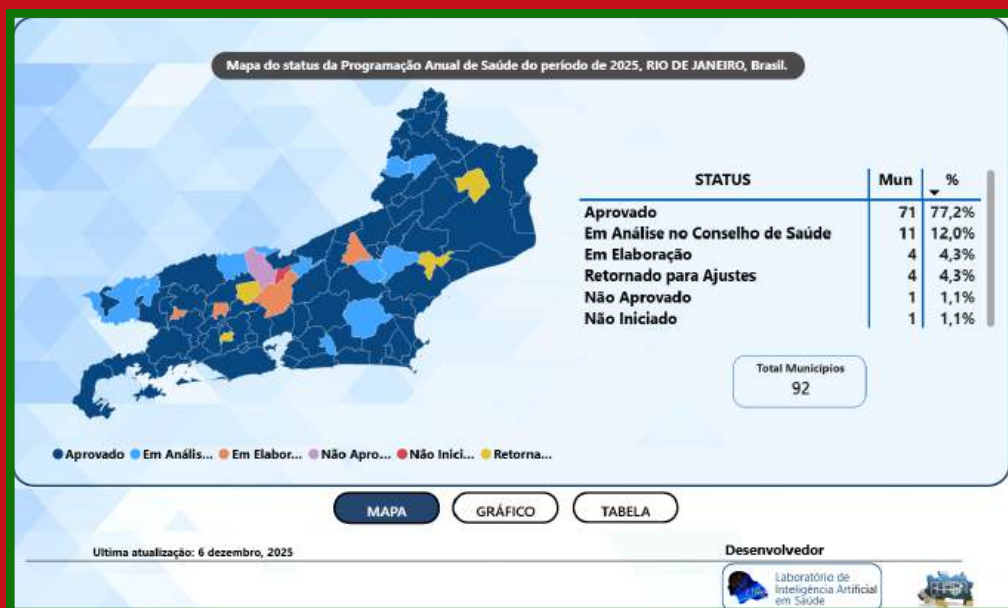 Mapa do status da Programação Anual de Saúde do período de 2025, RIO DE JANEIRO, Brasil.
STATUS Mun %
Aprovado 71 77,2%
Em Análise no Conselho de Saúde 11 12,0%
Em Elaboração 4 4,3%
Retornado para Ajustes 4 4,3%
Não Aprovado 1 1,1%
Não Iniciado 1 1,1%
Total Municípios
92
Aprovado Em Anális... Em Elabor... Não Apro... Não Inici... Retorna...
MAPA GRÁFICO TABELA
Ultima atualização: 6 dezembro, 2025
Desenvolvedor
Laboratório de
Inteligência Artificial
em Saúde